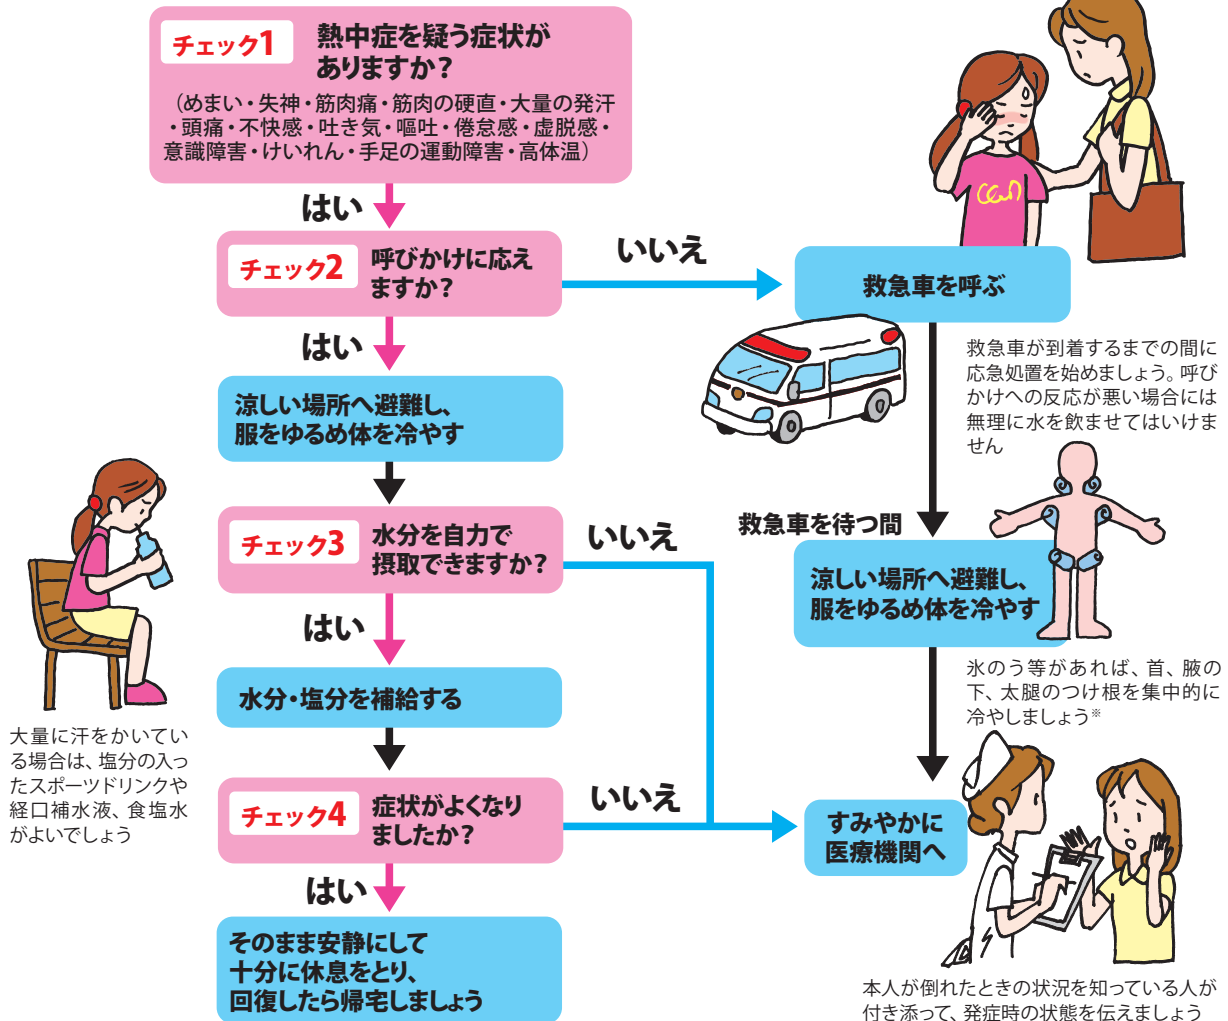 チェック1
熱中症を疑う症状が
ありますか？
（めまい・失神・筋肉痛・筋肉の硬直・大量の発汗
・頭痛・不快感・吐き気・嘔吐・倦怠感・虚脱感・
意識障害・けいれん・手足の運動障害・高体温）
はい
チェック2
呼びかけに応え
ますか？
いいえ
救急車を呼ぶ
救急車が到着するまでの間に
応急処置を始めましょう。呼び
かけへの反応が悪い場合には
無理に水を飲ませてはいけま
せん
はい
涼しい場所へ避難し、
服をゆるめ体を冷やす
チェック3
水分を自力で
摂取できますか？
いいえ
救急車を待つ間
涼しい場所へ避難し、
服をゆるめ体を冷やす
氷のう等があれば、首、腋の
下、太腿のつけ根を集中的に
冷やしましょう※
はい
水分・塩分を補給する
大量に汗をかいてい
る場合は、塩分の入っ
たスポーツドリンクや
経口補水液、食塩水
がよいでしょう
チェック4
症状がよくなり
ましたか？
いいえ
すみやかに
医療機関へ
はい
そのまま安静にして
十分に休息をとり、
回復したら帰宅しましょう
本人が倒れたときの状況を知っている人が
付き添って、発症時の状態を伝えましょう